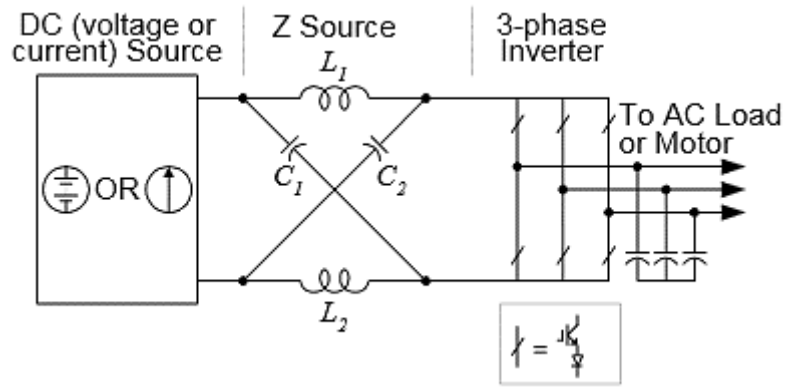 DC (voltage or
current) Source
Z Source
3-phase
Inverter
L1
To AC Load
or Motor
C1
C2
OR
L2
=